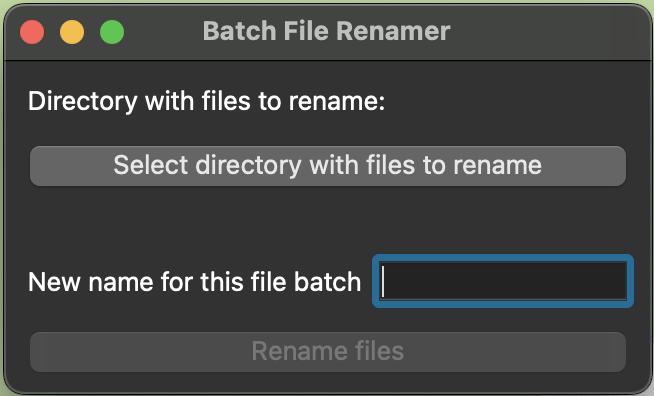 Batch File Renamer
Directory with files to rename:
Select directory with files to rename
New name for this file batch
Rename files